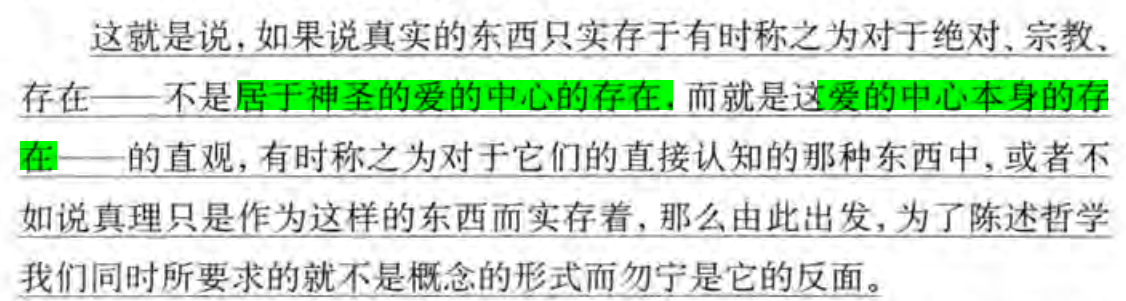 这就是说,如果说真实的东西只实存于有时称之为对于绝对、宗教、
存在——不是居于神圣的爱的中心的存在,而就是这爱的中心本身的存
在——的直观,有时称之为对于它们的直接认知的那种东西中,或者不
如说真理只是作为这样的东西而实存着,那么由此出发,为了陈述哲学
我们同时所要求的就不是概念的形式而勿宁是它的反面。